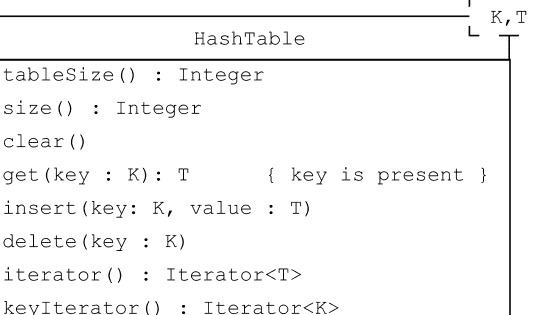 K,T
HashTable
tableSize() : Integer
size() : Integer
clear()
get(key : K): T { key is present }
insert(key: K, value : T)
delete(key : K)
iterator() : Iterator<T>
keyIterator() : Iterator<K>